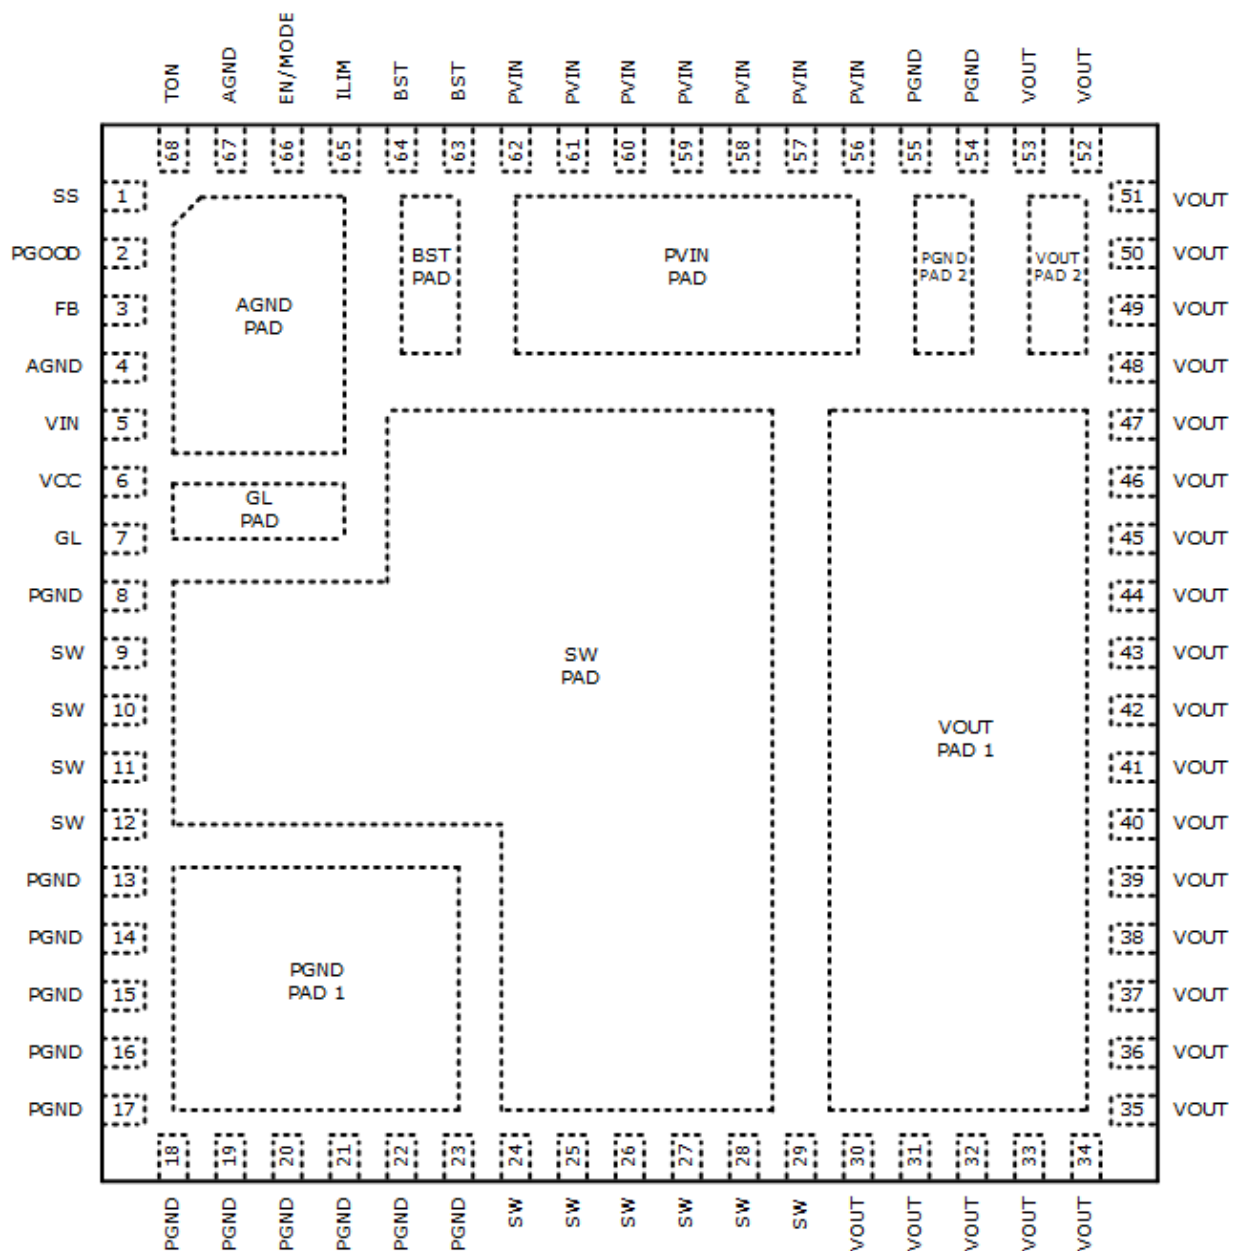 TON AGND EN/MODE ILIM BST BST PVIN PVIN PVIN PVIN PVIN PVIN PVIN PGND PGND VOUT VOUT
68 67 66 65 64 63 62 61 60 59 58 57 56 55 54 53 52
SS 1 51 VOUT
PGOOD 2 50 VOUT
BST
PAD
PVIN
PAD
PGND
PAD 2
VOUT
PAD 2
FB 3 49 VOUT
AGND
PAD
AGND 4 48 VOUT
VIN 5 47 VOUT
VCC 6 46 VOUT
GL
PAD
GL 7 45 VOUT
PGND 8 44 VOUT
SW 9 43 VOUT
SW
PAD
SW 10 42 VOUT
VOUT
PAD 1
SW 11 41 VOUT
SW 12 40 VOUT
PGND 13 39 VOUT
PGND 14 38 VOUT
PGND
PAD 1
PGND 15 37 VOUT
PGND 16 36 VOUT
PGND 17 35 VOUT
18 19 20 21 22 23 24 25 26 27 28 29 30 31 32 33 34
PGND PGND PGND PGND PGND PGND SW SW SW SW SW SW VOUT VOUT VOUT VOUT VOUT